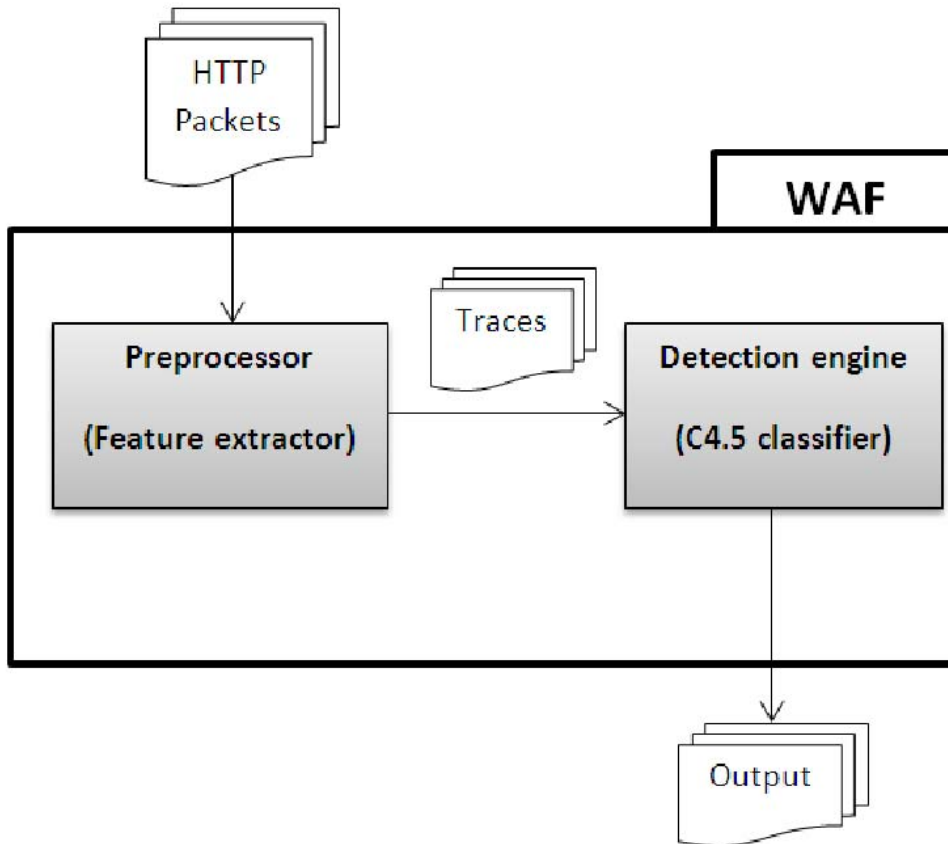 HTTP
Packets
WAF
Traces
Preprocessor
(Feature extractor)
Detection engine
(C4.5 classifier)
Output